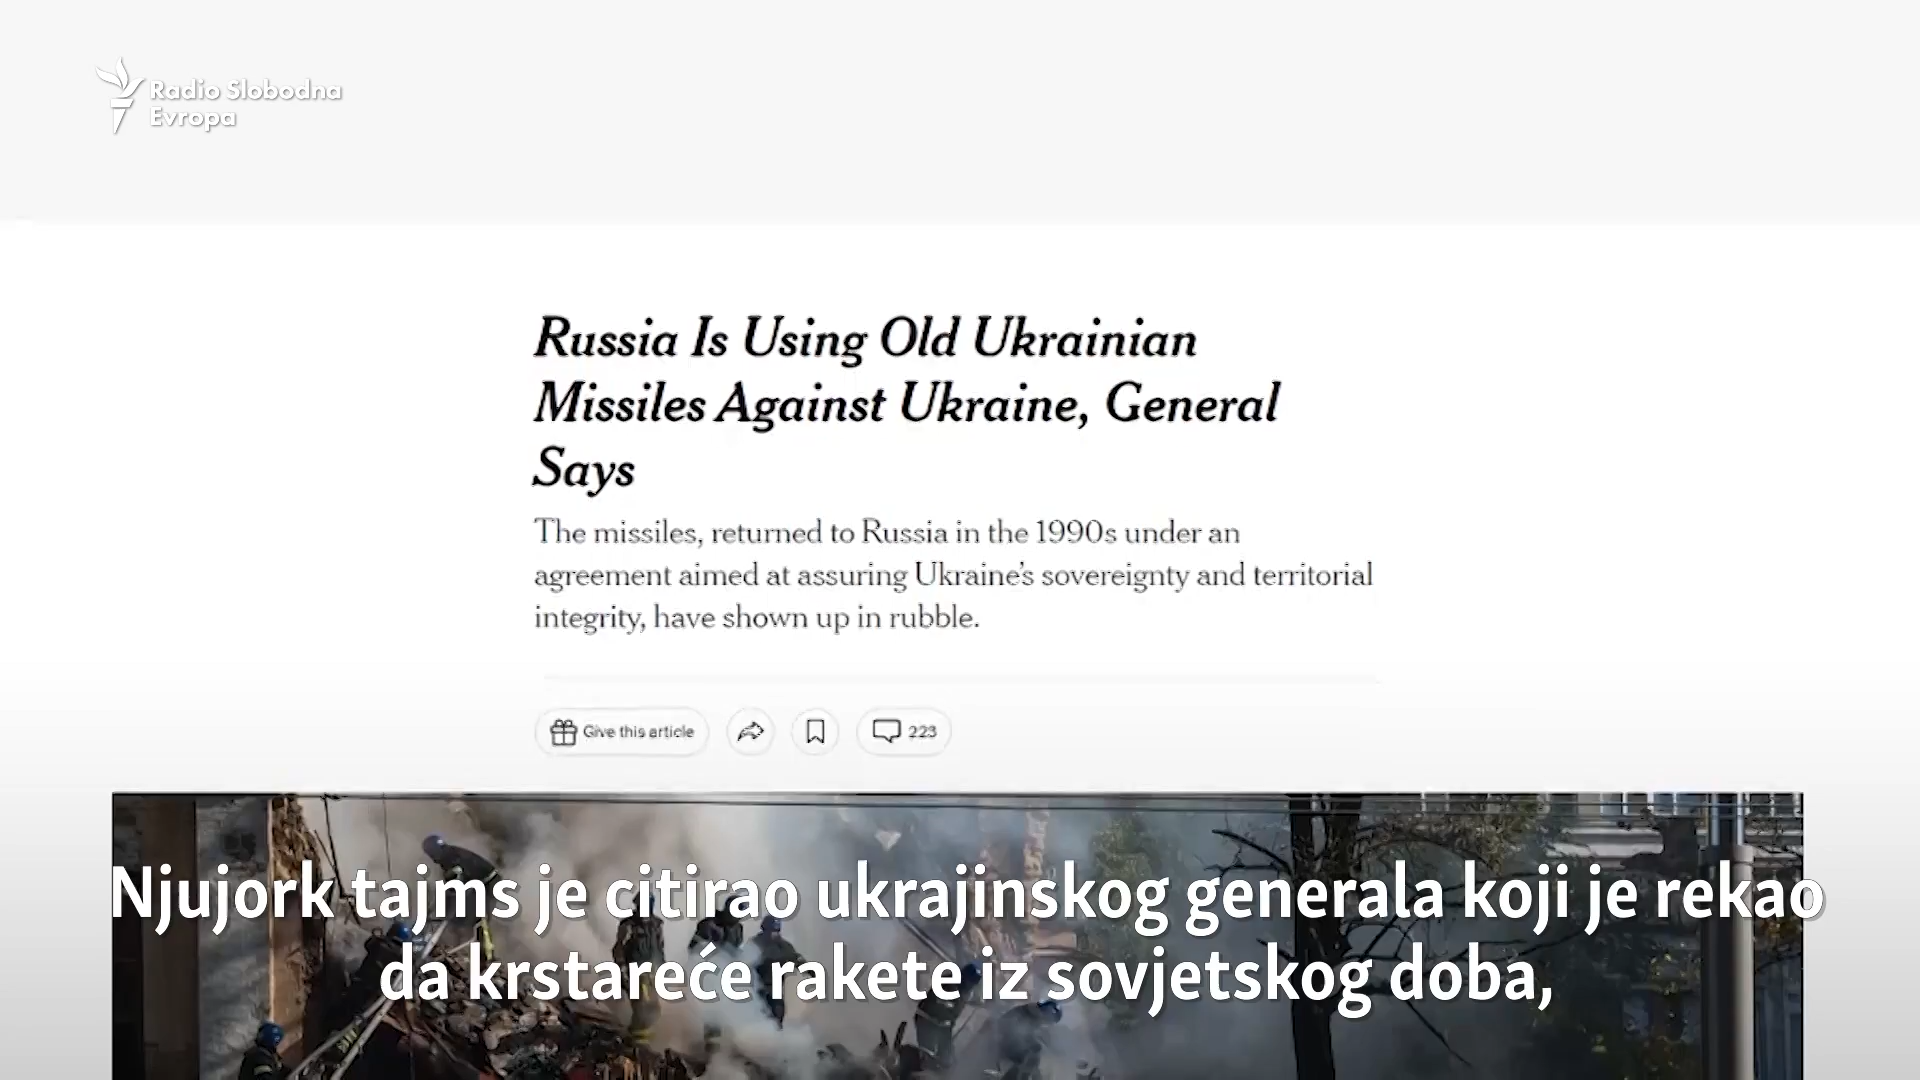 Radio Slobodna
Evropa
Russia Is Using Old Ukrainian
Missiles Against Ukraine, General
Says
The missiles, returned to Russia in the 1990s under an
agreement aimed at assuring Ukraine's sovereignty and territorial
integrity, have shown up in rubble.
Give this article
223
Njujork tajms je citirao ukrajinskog generala koji je rekao
da krstareće rakete iz sovjetskog doba,